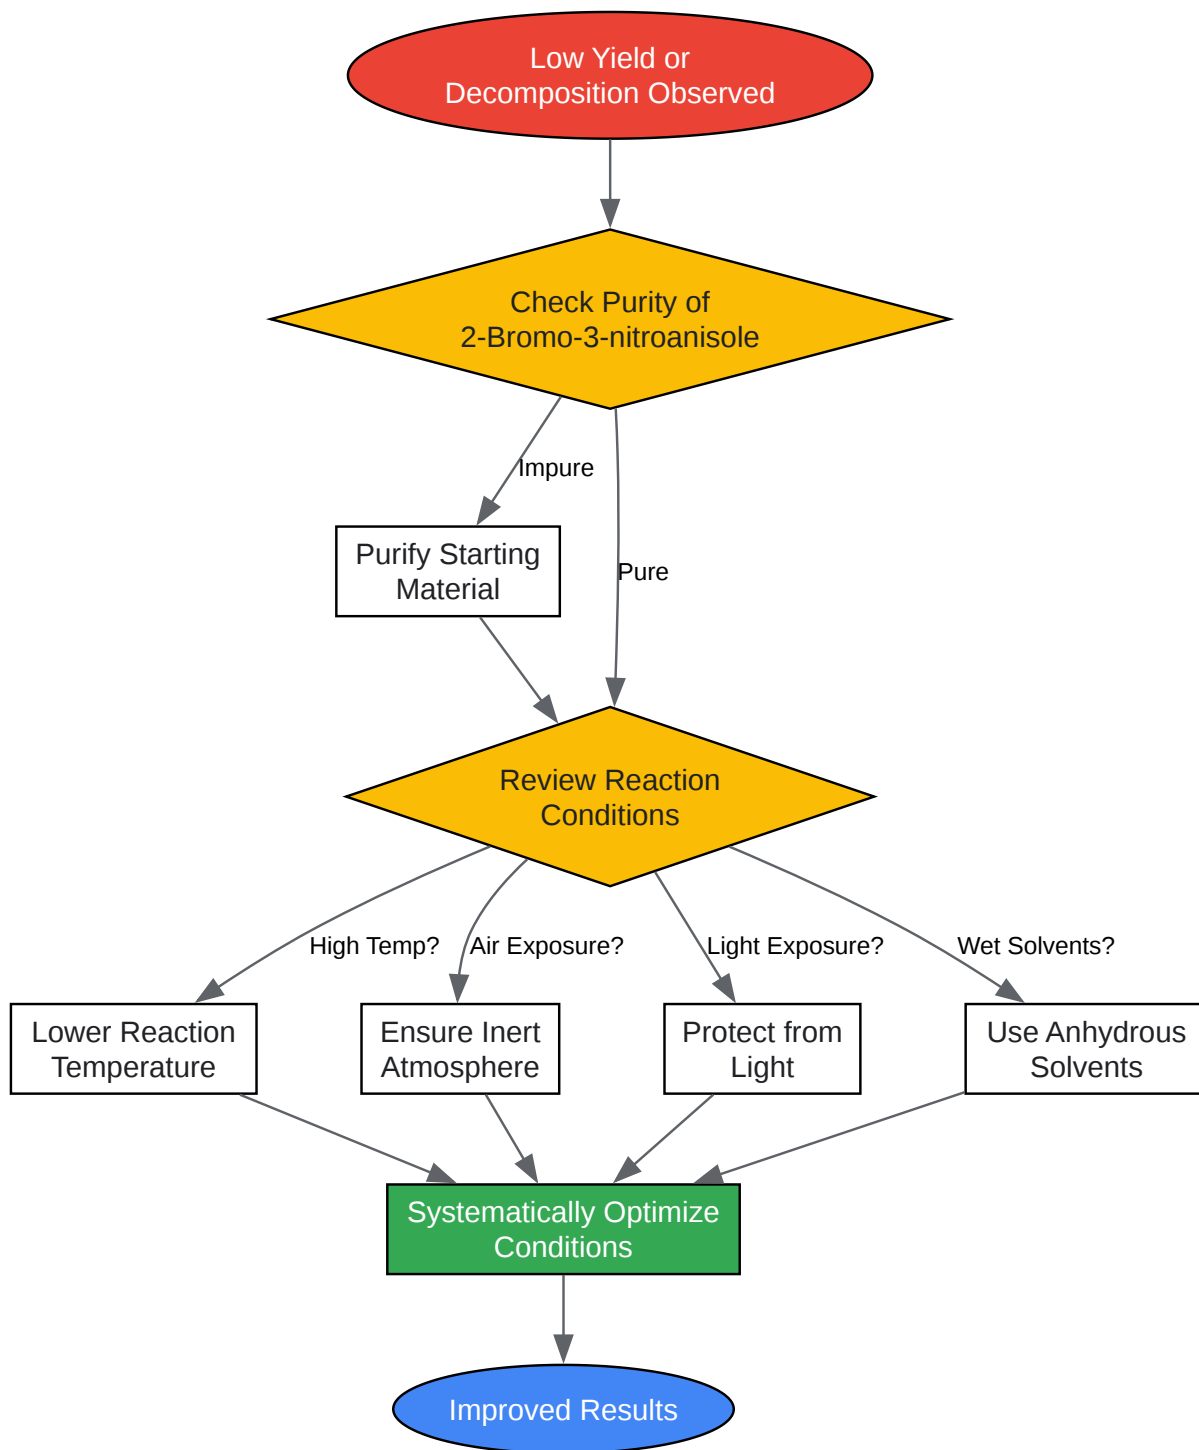 Low Yield or
Decomposition Observed
Check Purity of
2-Bromo-3-nitroanisole
Impure
Purify Starting
Material
Pure
Review Reaction
Conditions
High Temp?
Air Exposure?
Light Exposure?
Wet Solvents?
Lower Reaction
Temperature
Ensure Inert
Atmosphere
Protect from
Light
Use Anhydrous
Solvents
Systematically Optimize
Conditions
Improved Results